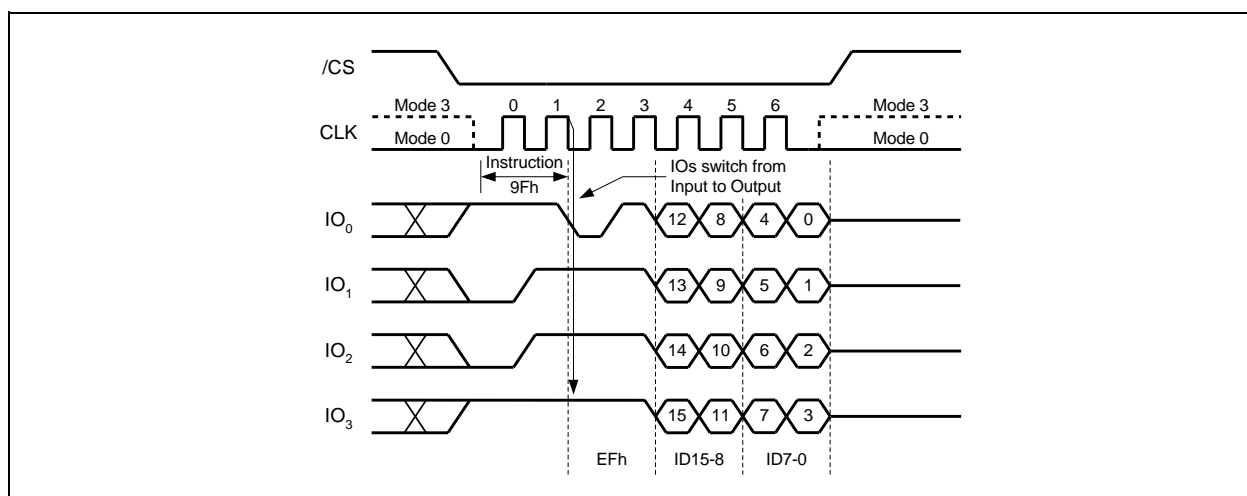 /CS
Mode 3 0 1 2 3 4 5 6 Mode 3
CLK
Mode 0 Mode 0
Instruction
9Fh
IOs switch from
Input to Output
IO0 12 8 4 0
IO1 13 9 5 1
IO2 14 10 6 2
IO3 15 11 7 3
EFh ID15-8 ID7-0